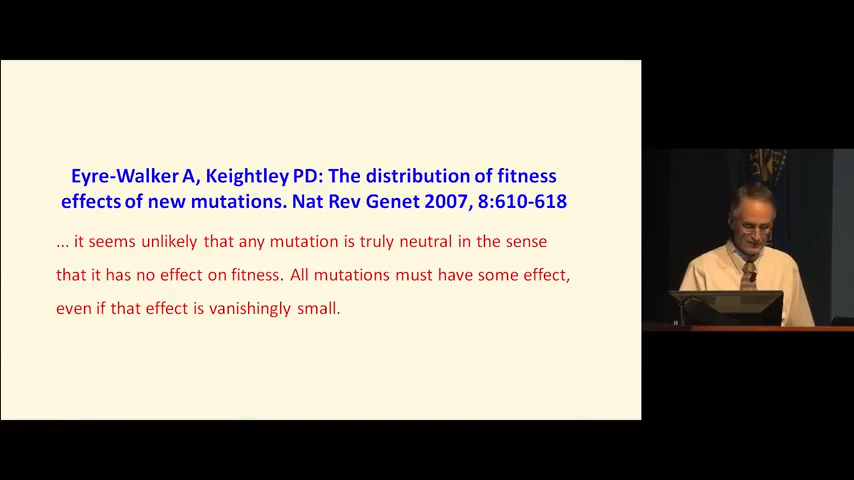 Eyre-Walker A, Keightley PD: The distribution of fitness
effects of new mutations. Nat Rev Genet 2007, 8:610-618
... it seems unlikely that any mutation is truly neutral in the sense
that it has no effect on fitness. All mutations must have some effect,
even if that effect is vanishingly small.